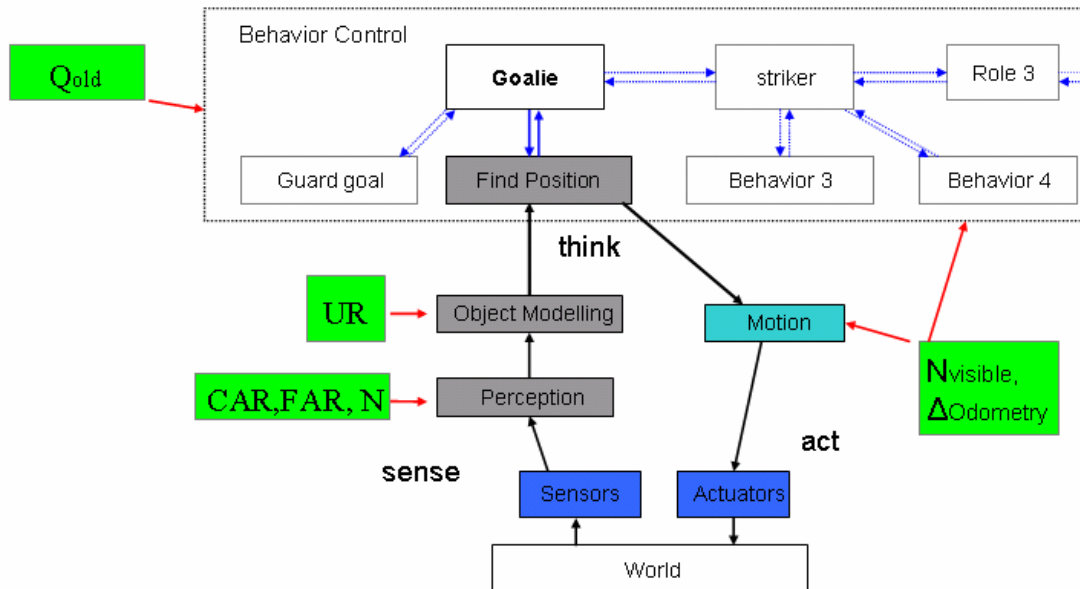 Behavior Control
Qold
Goalie
striker
Role 3
Guard goal
Find Position
Behavior 3
Behavior 4
think
UR
Object Modelling
Motion
Nvisible,
ΔOdometry
CAR,FAR, N
Perception
act
sense
Sensors
Actuators
World